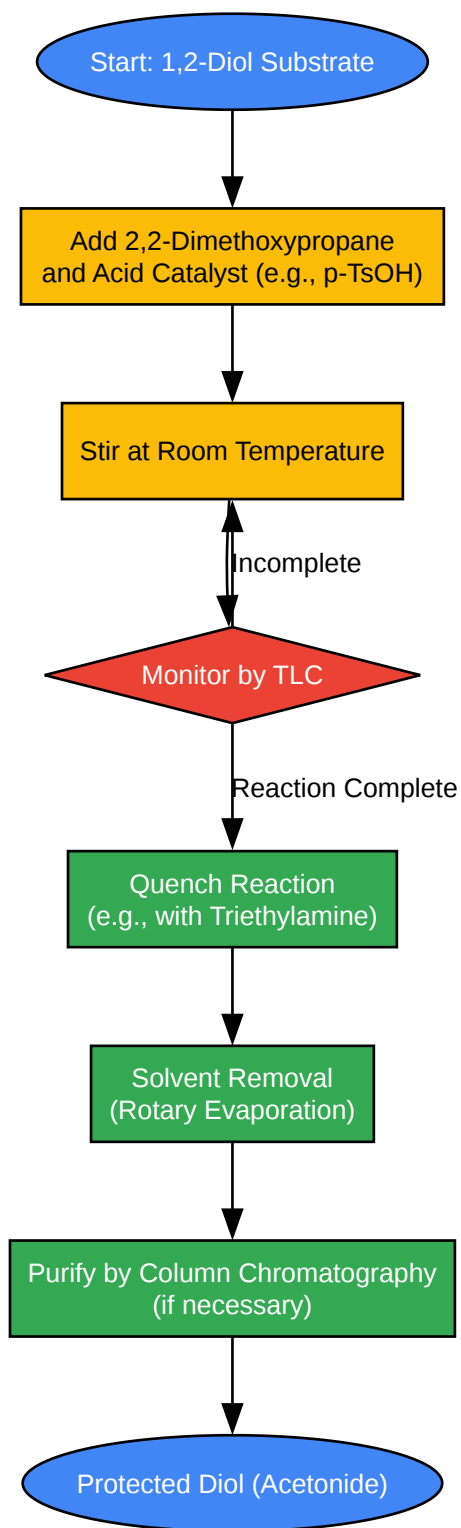 Start: 1,2-Diol Substrate
Add 2,2-Dimethoxypropane
and Acid Catalyst (e.g., p-TsOH)
Stir at Room Temperature
Incomplete
Monitor by TLC
Reaction Complete
Quench Reaction
(e.g., with Triethylamine)
Solvent Removal
(Rotary Evaporation)
Purify by Column Chromatography
(if necessary)
Protected Diol (Acetonide)